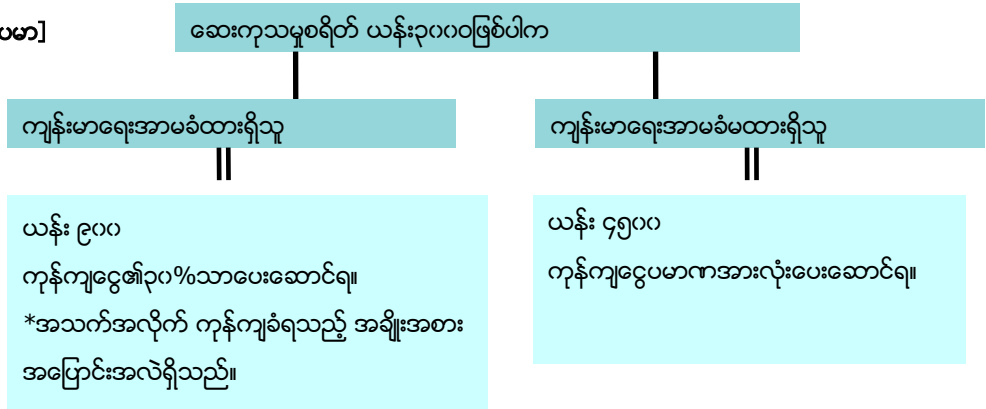 ပမာ]
ဆေးကုသမှုစရိတ် ယန်း၃၀၀ဝဖြစ်ပါက
ကျန်းမာရေးအာမခံထားရှိသူ
ကျန်းမာရေးအာမခံမထားရှိသူ
ယန်း ၉၀၀
ကုန်ကျငွေ၏၃၀%သာပေးဆောင်ရ။
*အသက်အလိုက် ကုန်ကျခံရသည့် အချိုးအစား
အပြောင်းအလဲရှိသည်။
ယန်း ၄၅၀၀
ကုန်ကျငွေပမာဏအားလုံးပေးဆောင်ရ။